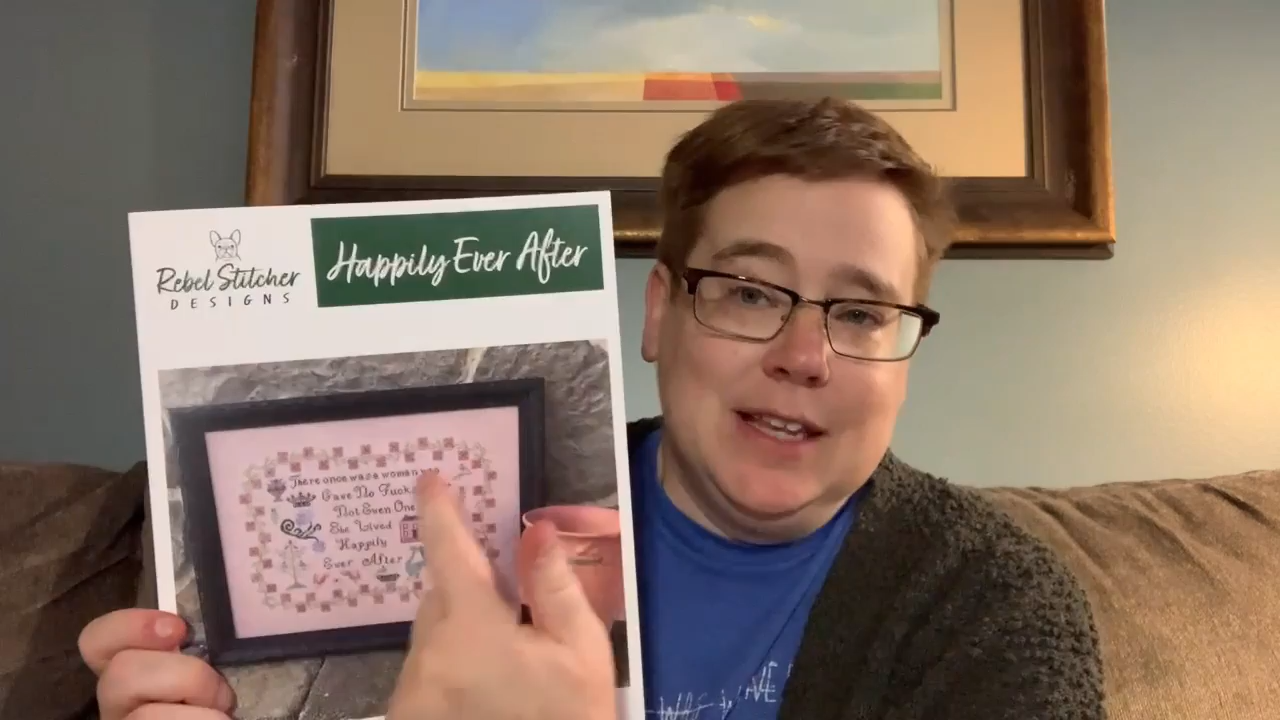 Rebel Stitcher
DESIGNS
Happily Ever After
There once was a woman
Gave No Fucks
Not Even One
She Lived
Happily
Ever After